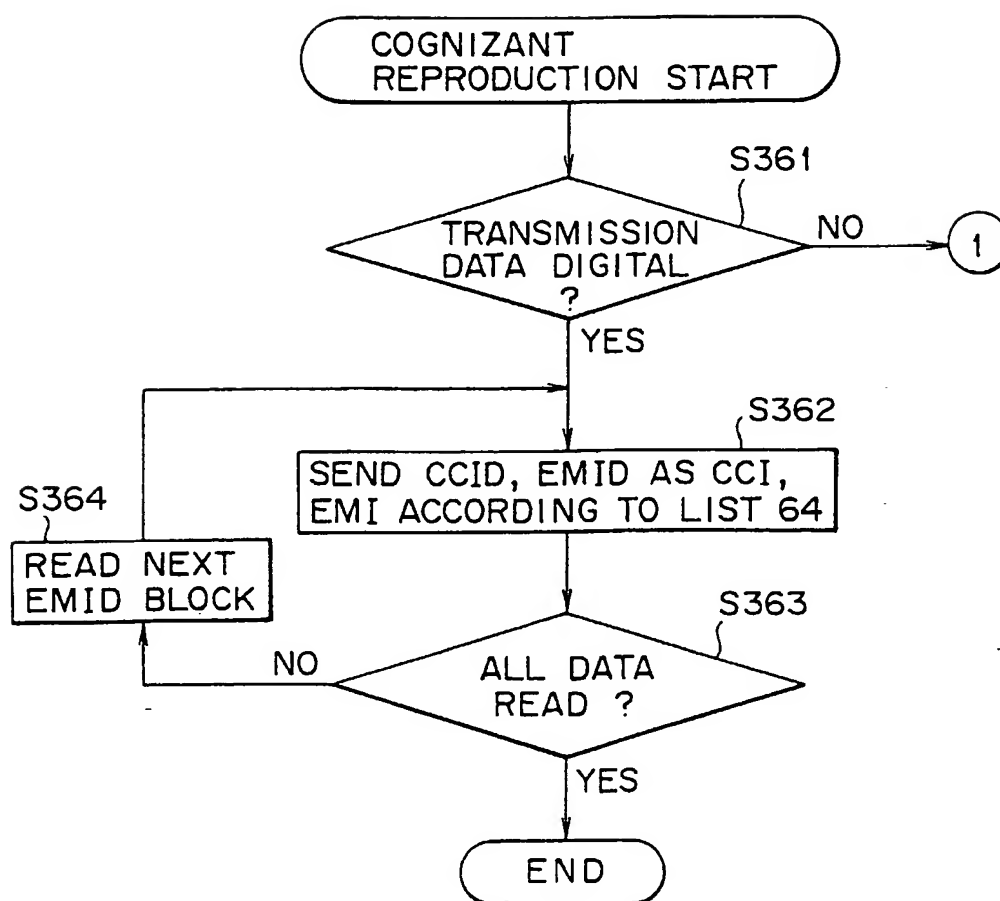 COGNIZANT
REPRODUCTION START
S361
TRANSMISSION
DATA DIGITAL
?
NO
1
YES
S362
SEND CCID, EMID AS CCI,
EMI ACCORDING TO LIST 64
S364
READ NEXT
EMID BLOCK
S363
ALL DATA
READ ?
NO
YES
END